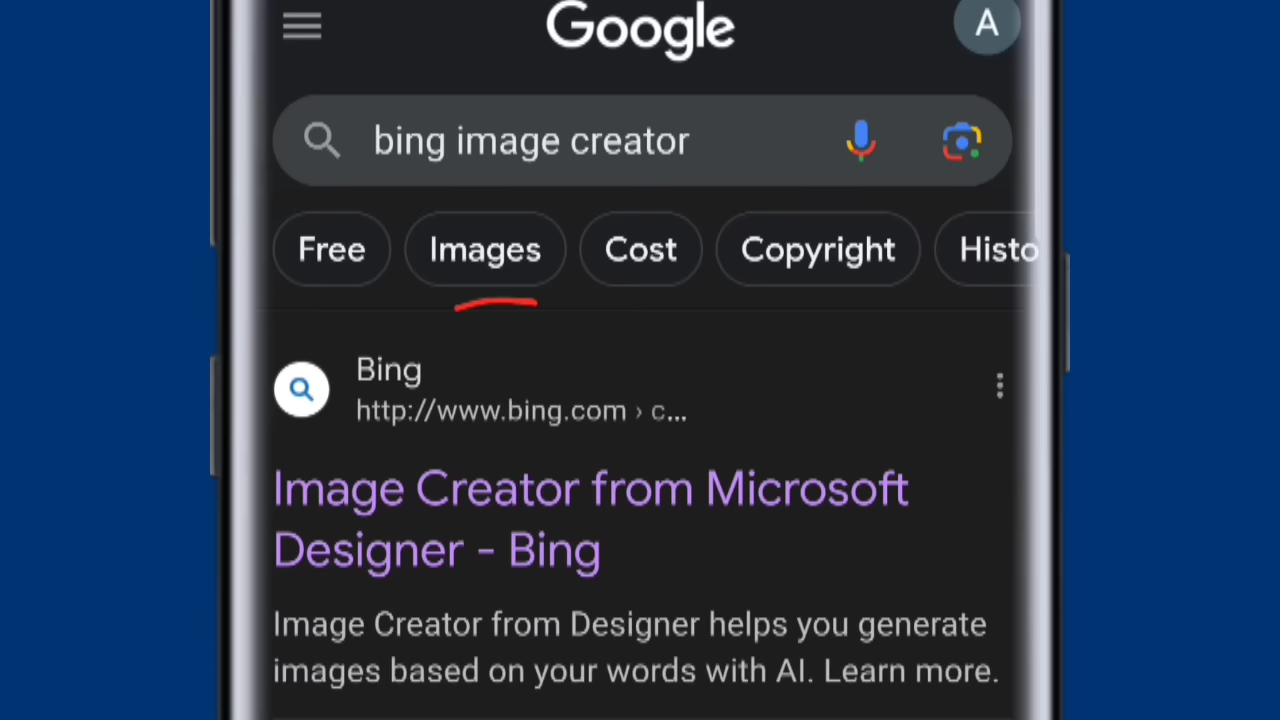 Google
A
bing image creator
Free Images Cost Copyright Histo
Bing
http://www.bing.com › c...
Image Creator from Microsoft
Designer - Bing
Image Creator from Designer helps you generate
images based on your words with AI. Learn more.